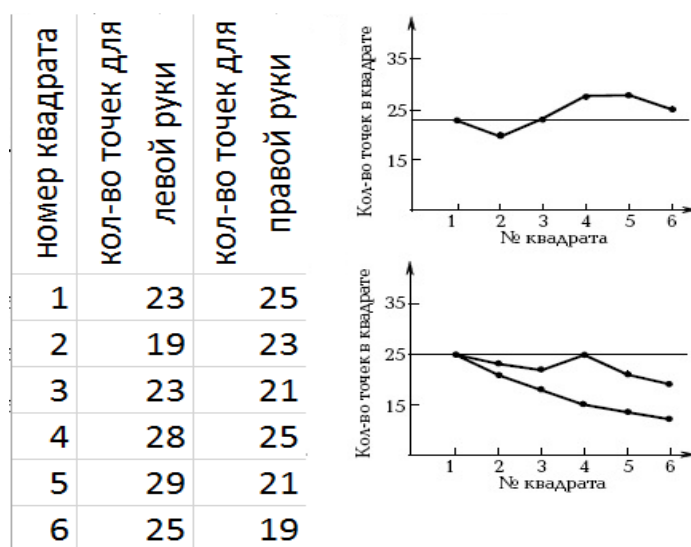 номер квадрата
кол-во точек для
левой руки
кол-во точек для
правой руки
1 23 25
2 19 23
3 23 21
4 28 25
5 29 21
6 25 19
Кол-во точек в квадрате
35
25
15
1 2 3 4 5 6
№ квадрата
Кол-во точек в квадрате
35
25
15
1 2 3 4 5 6
№ квадрата